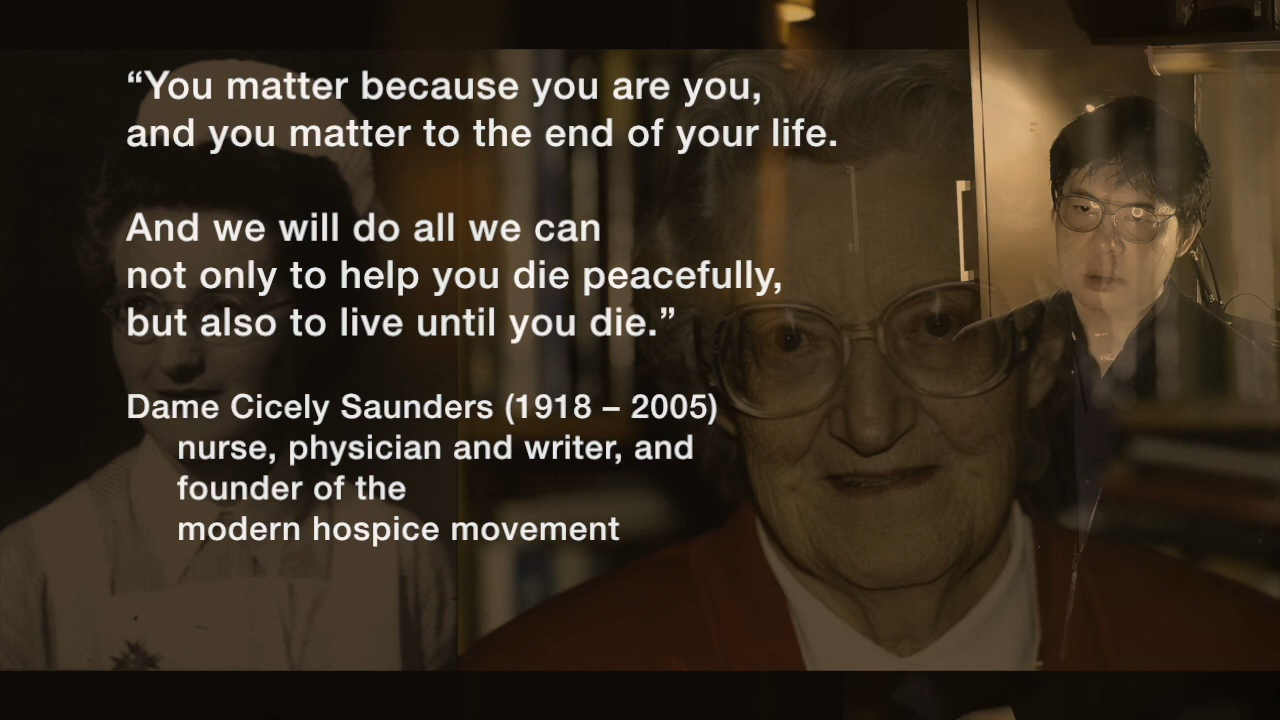 “You matter because you are you,
and you matter to the end of your life.
And we will do all we can
not only to help you die peacefully,
but also to live until you die.”
Dame Cicely Saunders (1918 – 2005)
nurse, physician and writer, and
founder of the
modern hospice movement